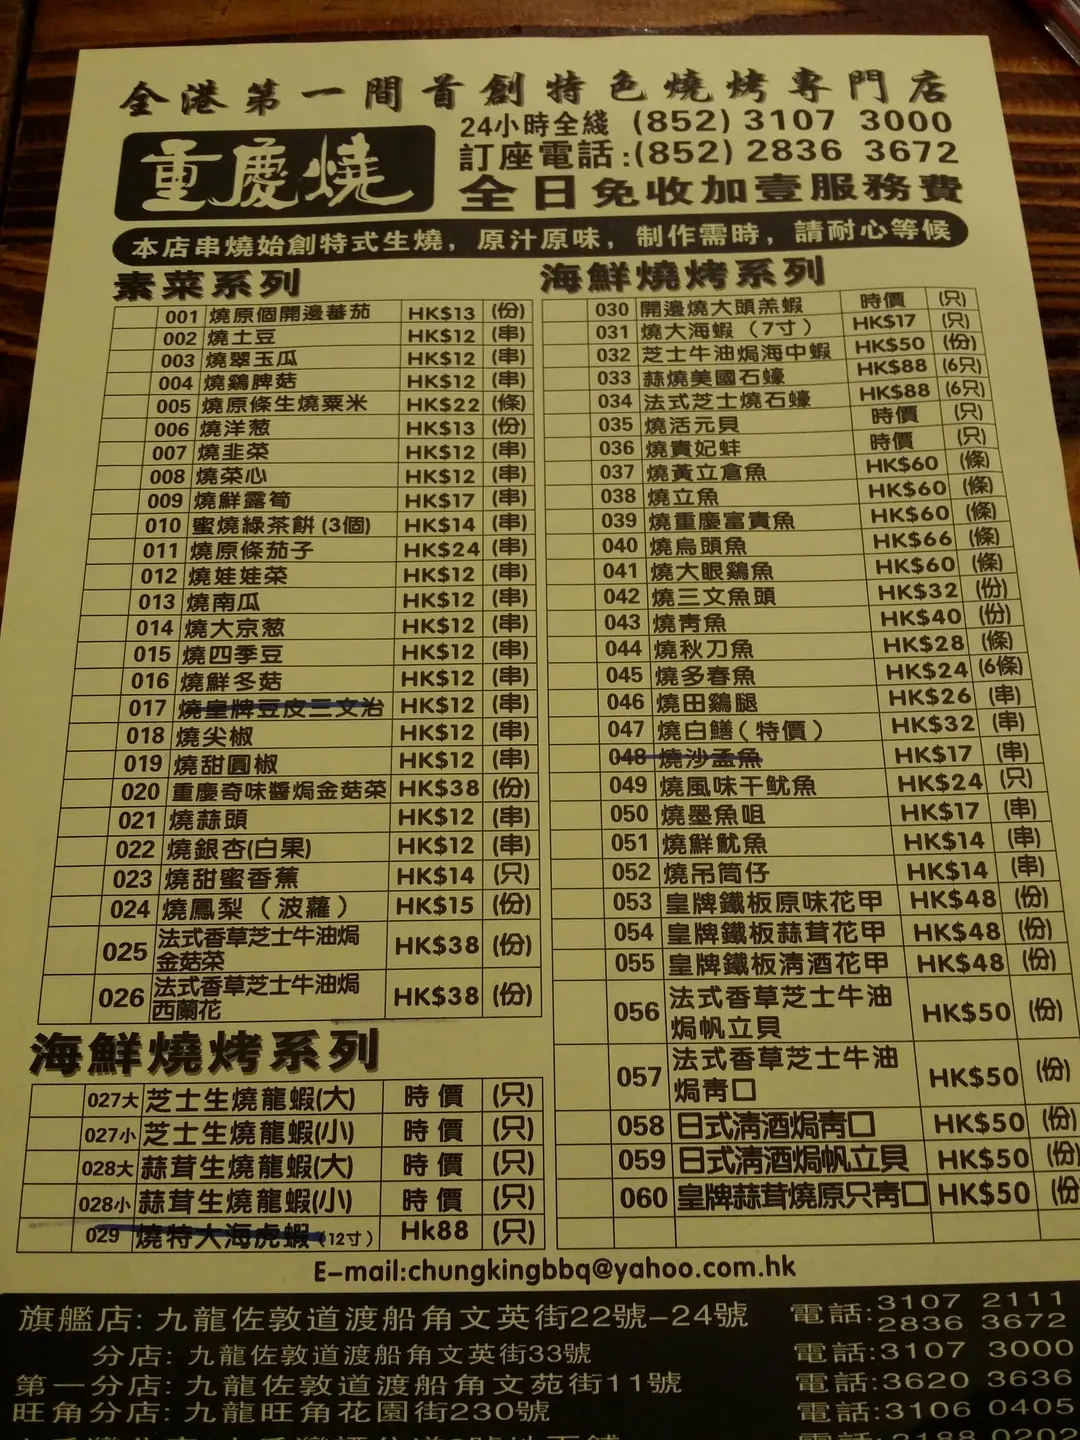 全港第一間首創特色燒烤專門店
重慶燒
24小時全綫 (852) 3107 3000
訂座電話:(852) 2836 3672
全日免收加壹服務費
本店串燒始創特式生燒，原汁原味，制作需時，請耐心等候
素菜系列
001 燒原個開邊蕃茄 HK$13 (份)
002 燒土豆 HK$12 (串)
003 燒翠玉瓜 HK$12 (串)
004 燒鷄脾菇 HK$12 (串)
005 燒原條生燒粟米 HK$22 (條)
006 燒洋葱 HK$13 (份)
007 燒韭菜 HK$12 (串)
008 燒菜心 HK$12 (串)
009 燒鮮露筍 HK$17 (串)
010 蜜燒綠茶餅 (3個) HK$14 (串)
011 燒原條茄子 HK$24 (串)
012 燒娃娃菜 HK$12 (串)
013 燒南瓜 HK$12 (串)
014 燒大京葱 HK$12 (串)
015 燒四季豆 HK$12 (串)
016 燒鮮冬菇 HK$12 (串)
017 燒皇牌豆皮三文治 HK$12 (串)
018 燒尖椒 HK$12 (串)
019 燒甜圓椒 HK$12 (串)
020 重慶奇味醬焗金菇菜 HK$38 (份)
021 燒蒜頭 HK$12 (串)
022 燒銀杏(白果) HK$12 (串)
023 燒甜蜜香蕉 HK$14 (只)
024 燒鳳梨（波蘿） HK$15 (份)
025 法式香草芝士牛油焗 HK$38 (份)
金菇菜
026 法式香草芝士牛油焗 HK$38 (份)
西蘭花
海鮮燒烤系列
027大 芝士生燒龍蝦(大) 時價 (只)
027小 芝士生燒龍蝦(小) 時價 (只)
028大 蒜茸生燒龍蝦(大) 時價 (只)
028小 蒜茸生燒龍蝦(小) 時價 (只)
029 燒特大海虎蝦 (12寸) Hk88 (只)
海鮮燒烤系列
030 開邊燒大頭羔蝦 時價 (只)
031 燒大海蝦（7寸） HK$17 (只)
032 芝士牛油焗海中蝦 HK$50 (份)
033 蒜燒美國石蠔 HK$88 (6只)
034 法式芝士燒石蠔 HK$88 (6只)
035 燒活元貝 時價 (只)
036 燒貴妃蚌 時價 (只)
037 燒黃立倉魚 HK$60 (條)
038 燒立魚 HK$60 (條)
039 燒重慶富貴魚 HK$60 (條)
040 燒烏頭魚 HK$66 (條)
041 燒大眼鷄魚 HK$60 (條)
042 燒三文魚頭 HK$32 (份)
043 燒青魚 HK$40 (份)
044 燒秋刀魚 HK$28 (條)
045 燒多春魚 HK$24 (6條)
046 燒田鷄腿 HK$26 (串)
047 燒白鱔（特價） HK$32 (串)
048 燒沙孟魚 HK$17 (串)
049 燒風味干魷魚 HK$24 (只)
050 燒墨魚咀 HK$17 (串)
051 燒鮮魷魚 HK$14 (串)
052 燒吊筒仔 HK$14 (串)
053 皇牌鐵板原味花甲 HK$48 (份)
054 皇牌鐵板蒜茸花甲 HK$48 (份)
055 皇牌鐵板淸酒花甲 HK$48 (份)
056 法式香草芝士牛油 HK$50 (份)
焗帆立貝
057 法式香草芝士牛油 HK$50 (份)
焗靑口
058 日式淸酒焗靑口 HK$50 (份)
059 日式淸酒焗帆立貝 HK$50 (份)
060 皇牌蒜茸燒原只靑口 HK$50 (份
E-mail:chungkingbbq@yahoo.com.hk
旗艦店: 九龍佐敦道渡船角文英街22號-24號 電話:3107 2111
2836 3672
分店: 九龍佐敦道渡船角文英街33號 電話:3107 3000
第一分店: 九龍佐敦道渡船角文苑街11號 電話:3620 3636
旺角分店: 九龍旺角花園街230號 電話:3106 0405
3188 0202